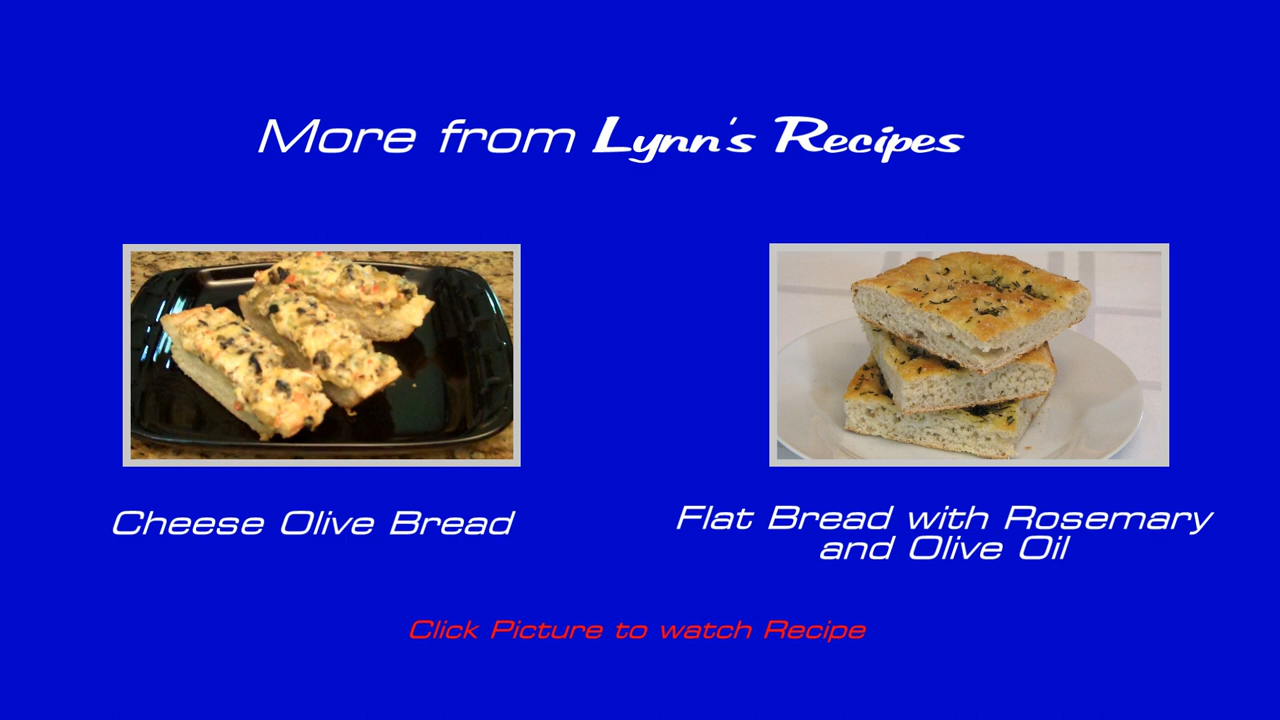 More from Lynn's Recipes
Cheese Olive Bread
Flat Bread with Rosemary
and Olive Oil
Click Picture to watch Recipe